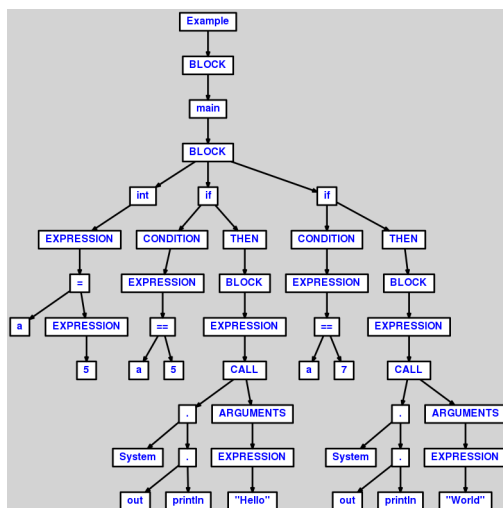 Example
BLOCK
main
BLOCK
int if if
EXPRESSION CONDITION THEN CONDITION THEN
= EXPRESSION BLOCK EXPRESSION BLOCK
a EXPRESSION == EXPRESSION == EXPRESSION
5 a 5 CALL a 7 CALL
. ARGUMENTS . ARGUMENTS
System . EXPRESSION System . EXPRESSION
out println "Hello" out println "World"